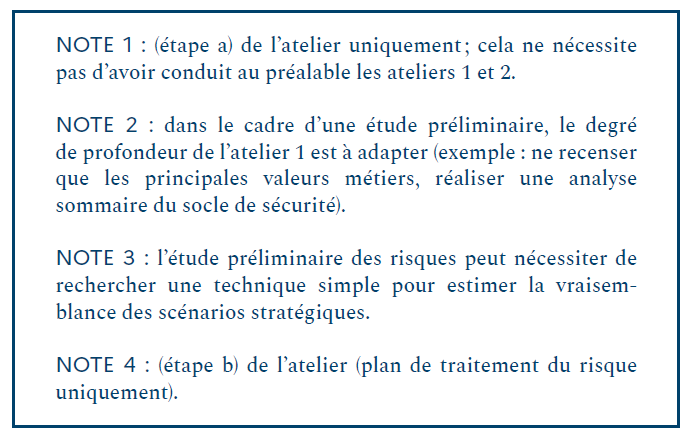 NOTE 1 : (étape a) de l’atelier uniquement ; cela ne nécessite
pas d’avoir conduit au préalable les ateliers 1 et 2.
NOTE 2 : dans le cadre d’une étude préliminaire, le degré
de profondeur de l’atelier 1 est à adapter (exemple : ne recenser
que les principales valeurs métiers, réaliser une analyse
sommaire du socle de sécurité).
NOTE 3 : l’étude préliminaire des risques peut nécessiter de
rechercher une technique simple pour estimer la vraisem-
blance des scénarios stratégiques.
NOTE 4 : (étape b) de l’atelier (plan de traitement du risque
uniquement).